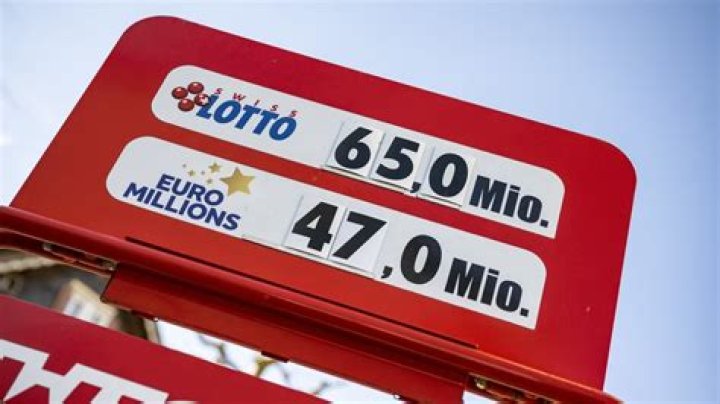 SWISS
LOTTO 65,0 Mio.
EURO
MILLIONS 47,0 Mio.